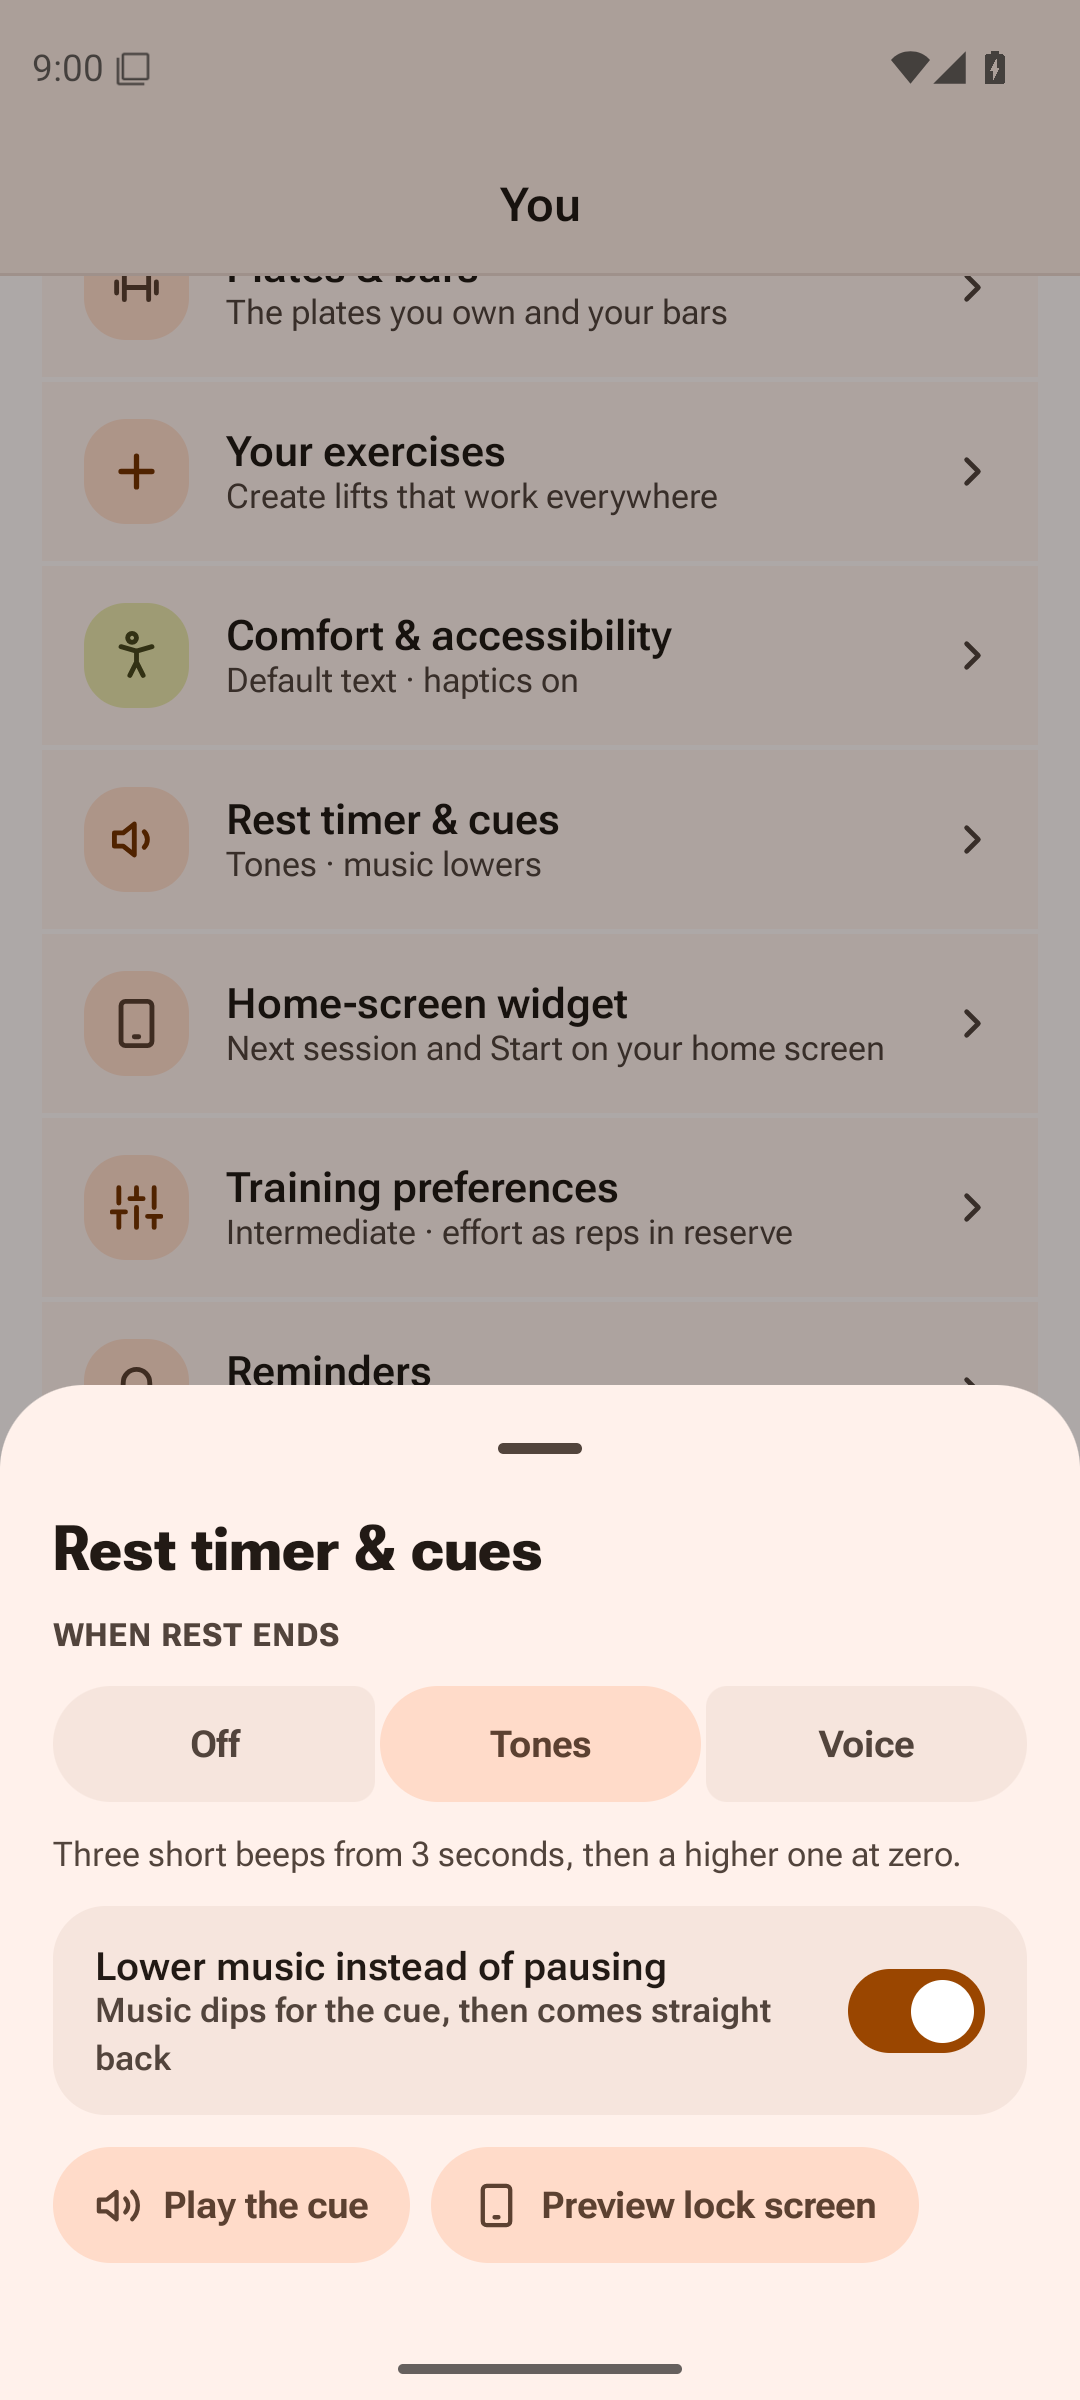 9:00
You
Plates & bars
The plates you own and your bars
Your exercises
Create lifts that work everywhere
Comfort & accessibility
Default text · haptics on
Rest timer & cues
Tones · music lowers
Home-screen widget
Next session and Start on your home screen
Training preferences
Intermediate · effort as reps in reserve
Reminders
Rest timer & cues
WHEN REST ENDS
Off
Tones
Voice
Three short beeps from 3 seconds, then a higher one at zero.
Lower music instead of pausing
Music dips for the cue, then comes straight
back
Play the cue
Preview lock screen